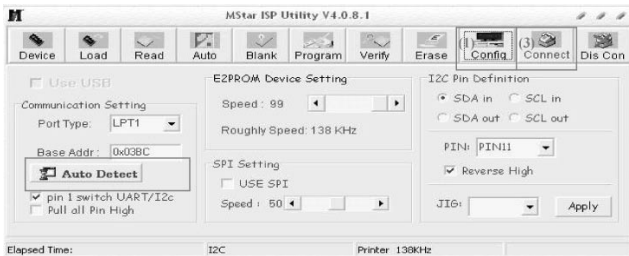 M MStar ISP Utility V4.0.8.1
Device Load Read Auto Blank Program Verify Erase (1) Config (3) Connect Dis Con
Use USB
Communication Setting
Port Type: LPT1
Base Addr: 0x03BC
Auto Detect
pin 1 switch UART/I2c
Pull all Pin High
E2PROM Device Setting
Speed: 99
Roughly Speed: 138 KHz
SPI Setting
USE SPI
Speed: 50
I2C Pin Definition
SDA in SCL in
SDA out SCL out
PIN: PIN11
Reverse High
JIG: Apply
Elapsed Time: I2C Printer 138KHz